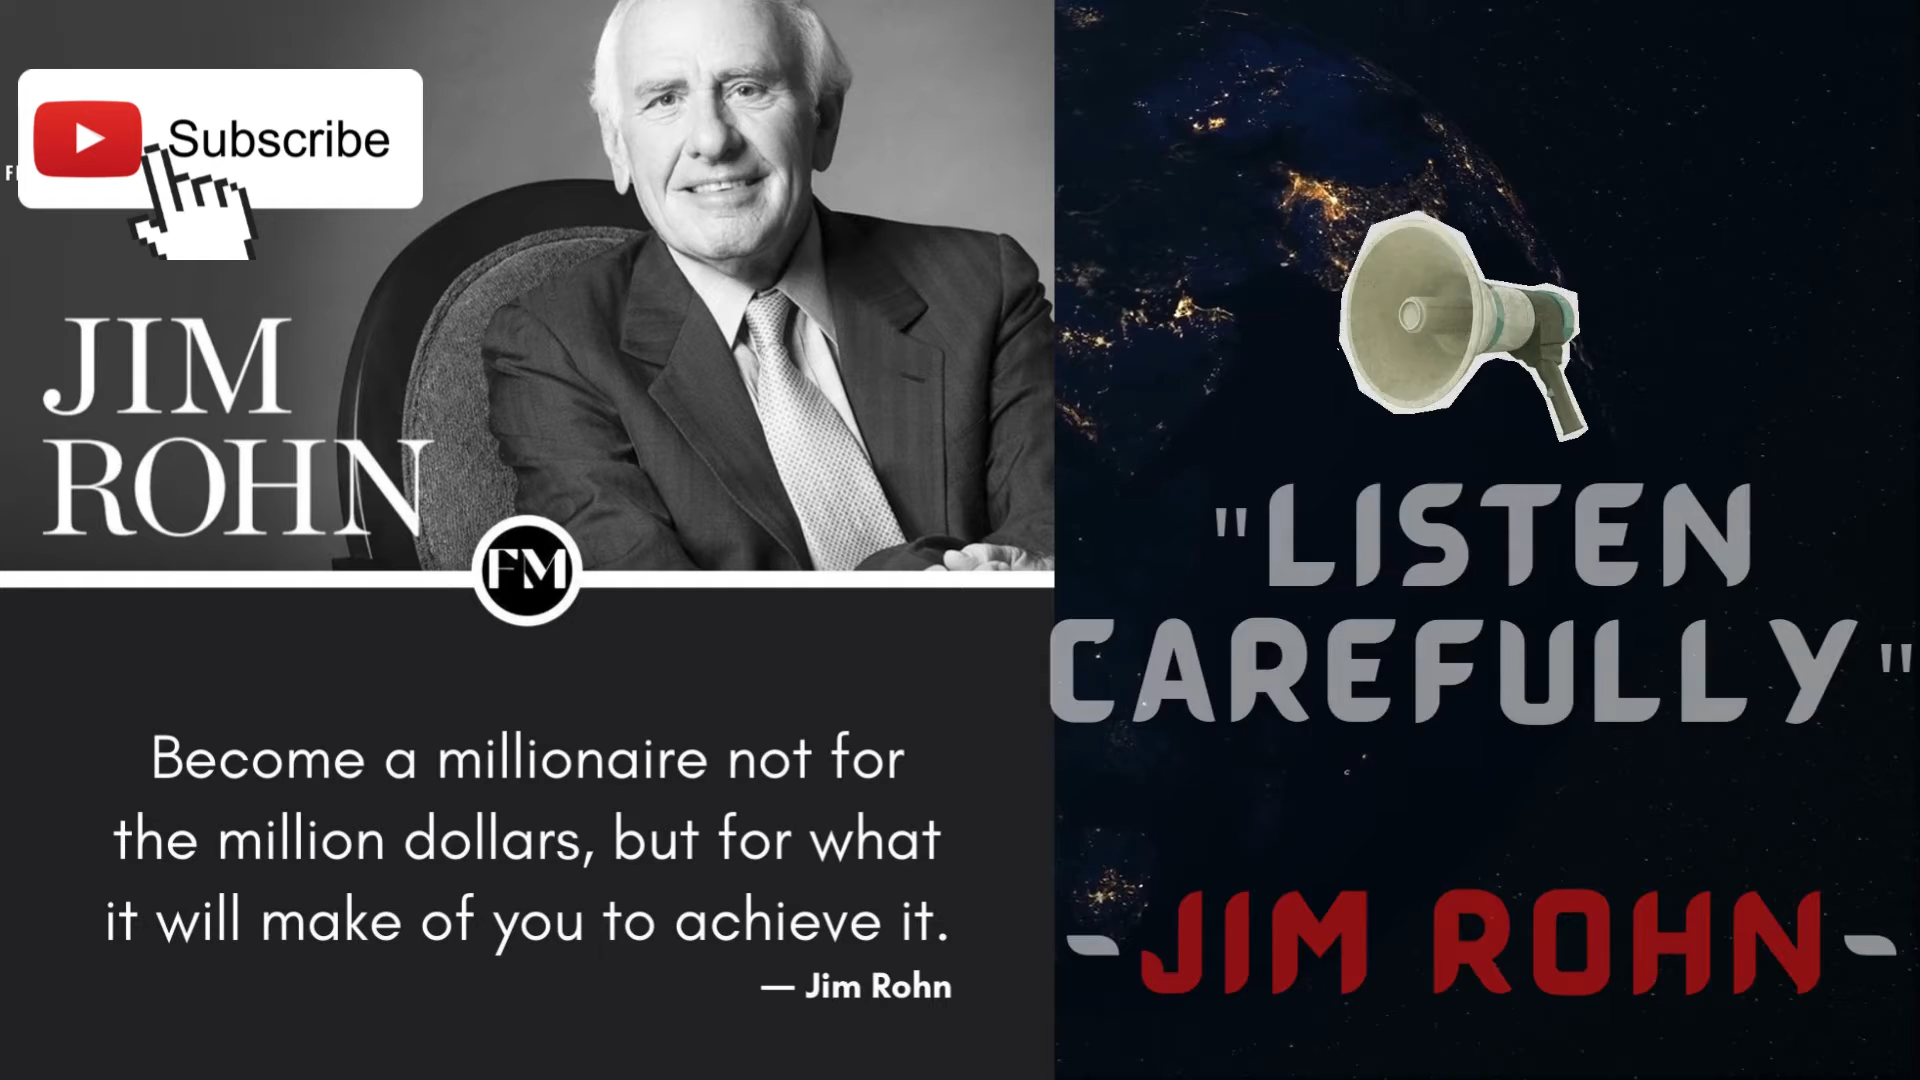 Subscribe
JIM
ROHN
FM
Become a millionaire not for
the million dollars, but for what
it will make of you to achieve it.
— Jim Rohn
"LISTEN
CAREFULLY"
-JIM ROHN-